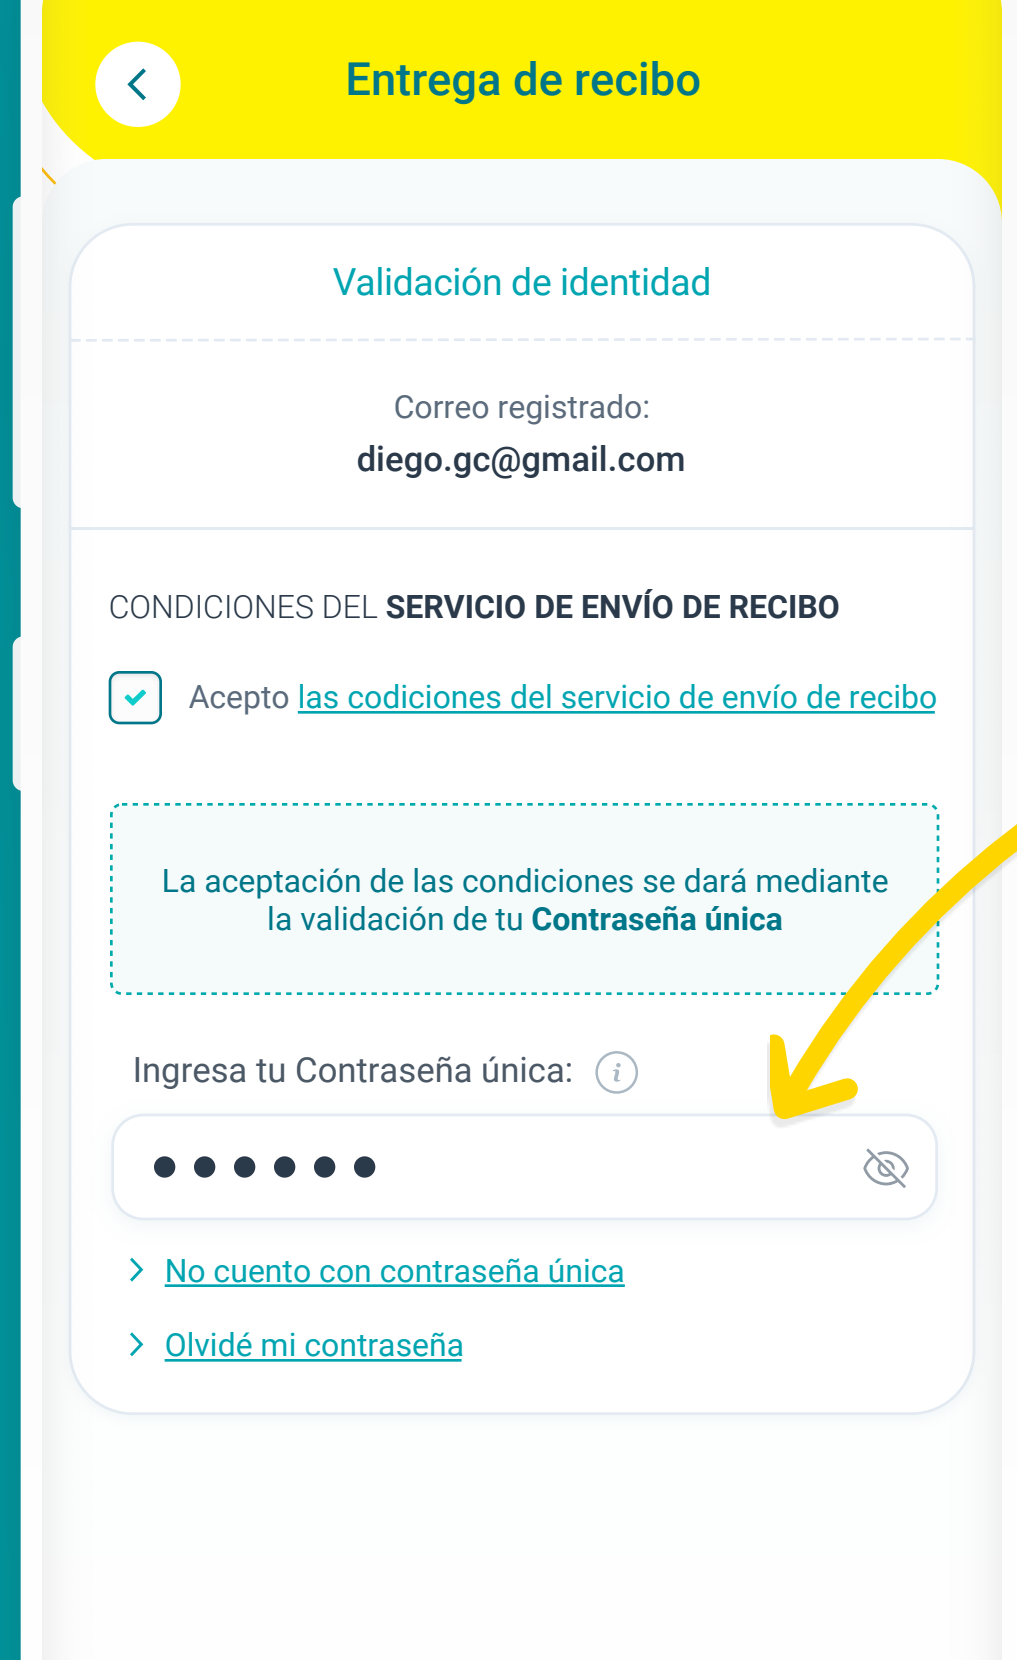 Entrega de recibo
Validación de identidad
Correo registrado:
diego.gc@gmail.com
CONDICIONES DEL SERVICIO DE ENVÍO DE RECIBO
Acepto las codiciones del servicio de envío de recibo
La aceptación de las condiciones se dará mediante
la validación de tu Contraseña única
Ingresa tu Contraseña única: i
No cuento con contraseña única
Olvidé mi contraseña